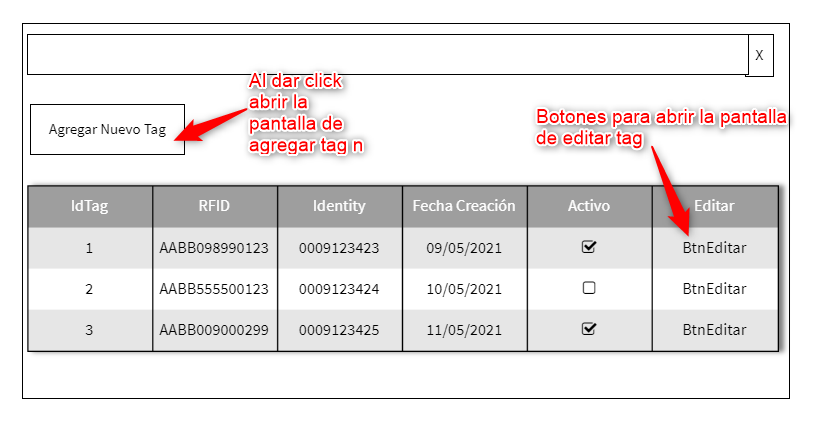 X
Al dar click
abrir la
pantalla de
agregar tag n
Agregar Nuevo Tag
Botones para abrir la pantalla
de editar tag
IdTag RFID Identity Fecha Creación Activo Editar
1 AABB098990123 0009123423 09/05/2021 BtnEditar
2 AABB555500123 0009123424 10/05/2021 BtnEditar
3 AABB009000299 0009123425 11/05/2021 BtnEditar